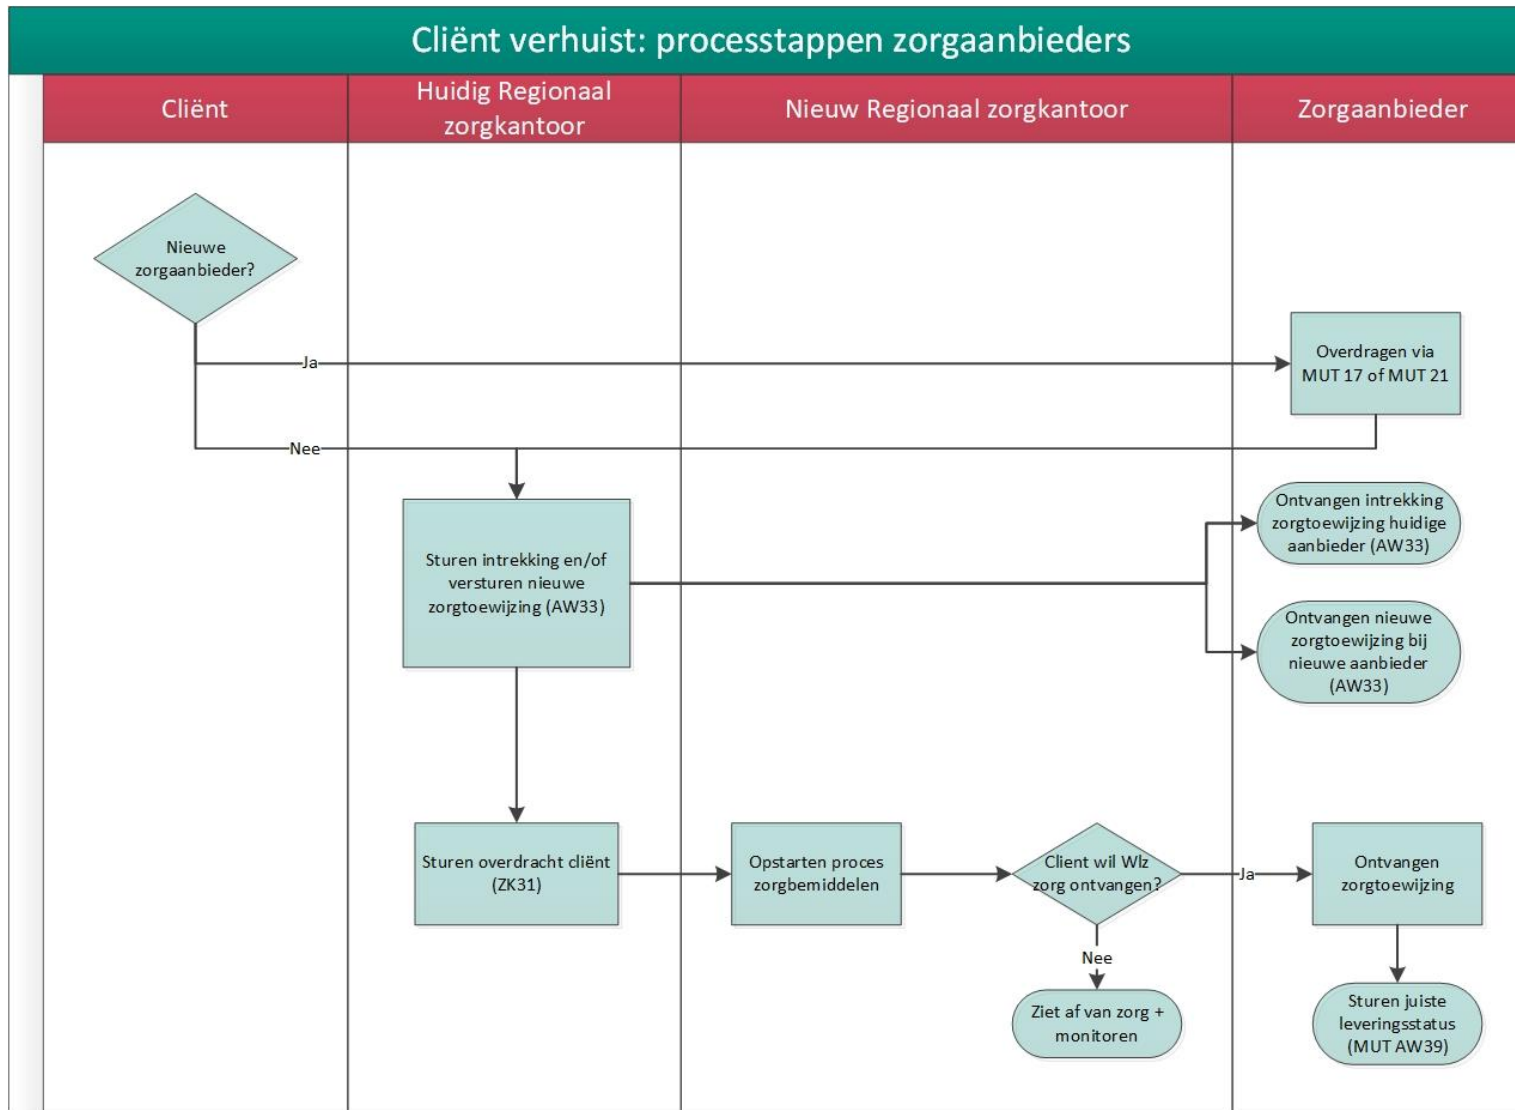 Cliënt verhuist: processtappen zorgaanbieders
Cliënt
Huidig Regionaal
zorgkantoor
Nieuw Regionaal zorgkantoor
Zorgaanbieder
Nieuwe
zorgaanbieder?
Ja
Overdragen via
MUT 17 of MUT 21
Nee
Sturen intrekking en/of
versturen nieuwe
zorgtoewijzing (AW33)
Ontvangen intrekking
zorgtoewijzing huidige
aanbieder (AW33)
Ontvangen nieuwe
zorgtoewijzing bij
nieuwe aanbieder
(AW33)
Sturen overdracht cliënt
(ZK31)
Opstarten proces
zorgbemiddelen
Client wil Wlz
zorg ontvangen?
Ja
Ontvangen
zorgtoewijzing
Nee
Ziet af van zorg +
monitoren
Sturen juiste
leveringsstatus
(MUT AW39)